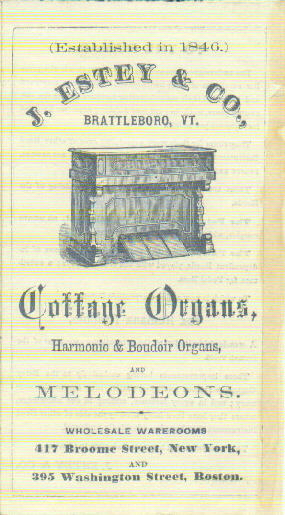 (Established in 1846.)
J. ESTEY & CO.,
BRATTLEBORO, VT.
Cottage Organs,
Harmonic & Boudoir Organs,
AND
MELODEONS.
WHOLESALE WAREROOMS
417 Broome Street, New York,
AND
395 Washington Street, Boston.